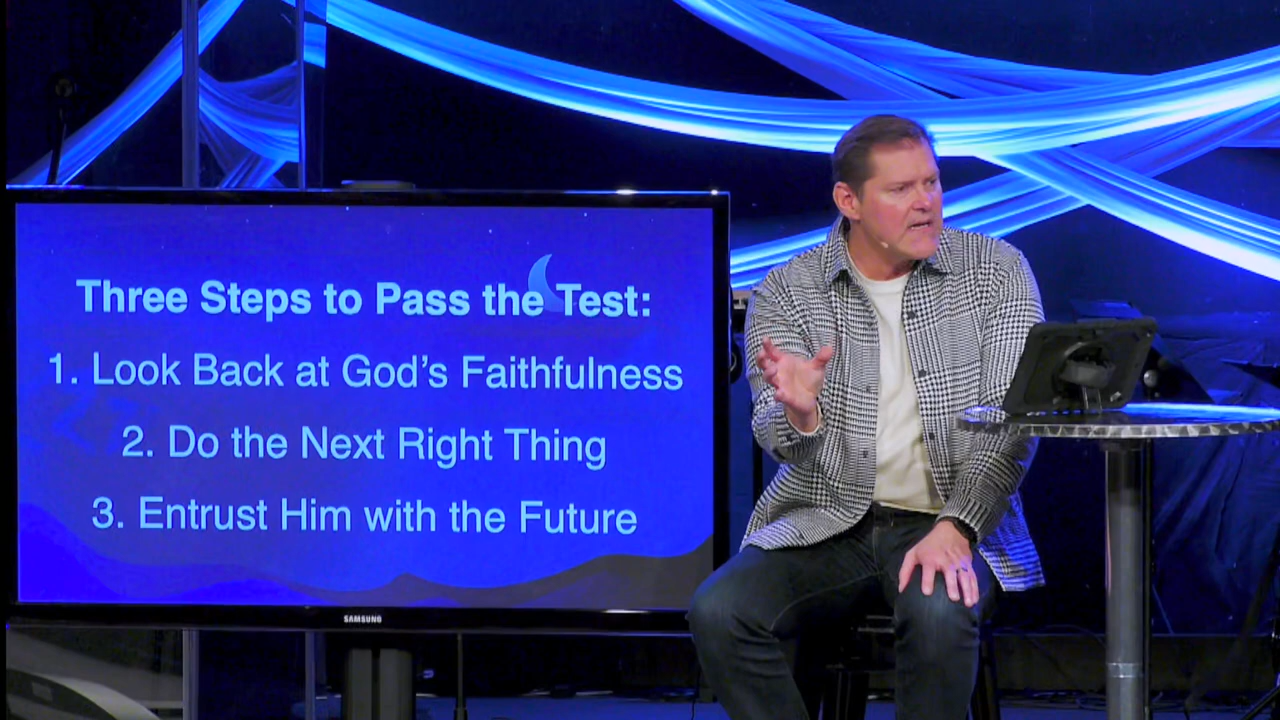 Three Steps to Pass the Test:
1. Look Back at God’s Faithfulness
2. Do the Next Right Thing
3. Entrust Him with the Future
SAMSUNG